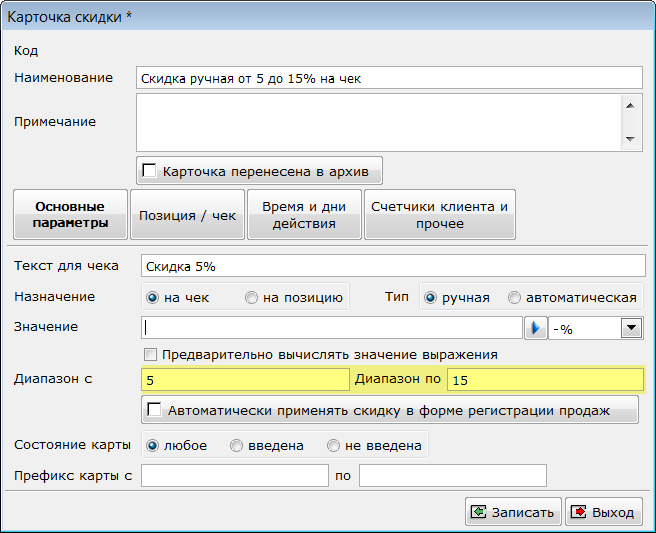 Карточка скидки *
Код
Наименование Скидка ручная от 5 до 15% на чек
Примечание
Карточка перенесена в архив
Основные параметры Позиция / чек Время и дни действия Счетчики клиента и прочее
Текст для чека Скидка 5%
Назначение на чек на позицию Тип ручная автоматическая
Значение -%
Предварительно вычислять значение выражения
Диапазон с 5 Диапазон по 15
Автоматически применять скидку в форме регистрации продаж
Состояние карты любое введена не введена
Префикс карты с по
Записать Выход